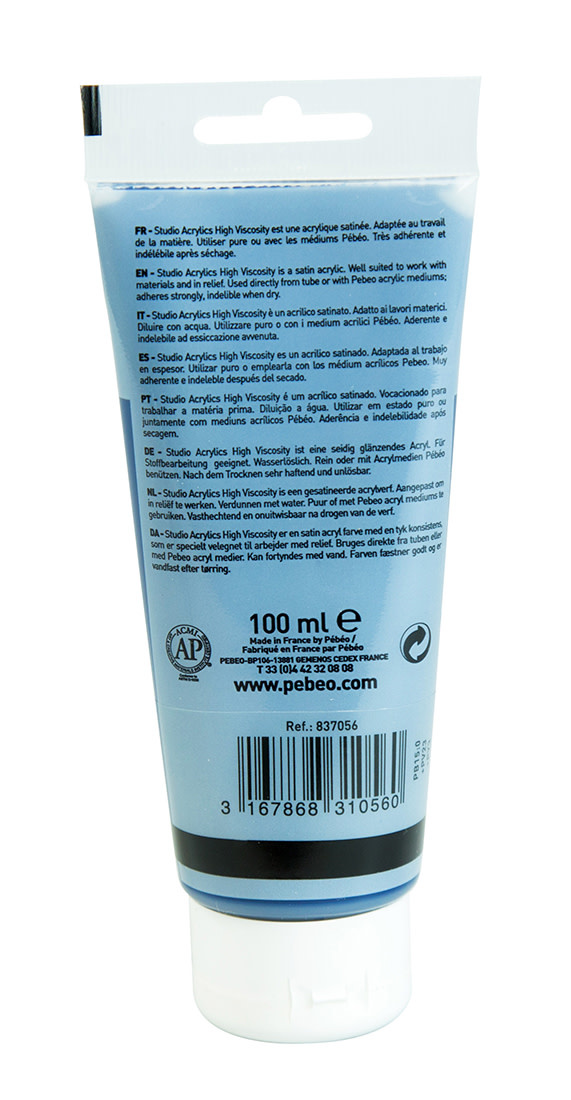 FR - Studio Acrylics High Viscosity est une acrylique satinée. Adaptée au travail
de la matière. Utiliser pure ou avec les médiums Pébéo. Très adhérente et
indélébile après séchage.
EN - Studio Acrylics High Viscosity is a satin acrylic. Well suited to work with
materials and in relief. Used directly from tube or with Pebeo acrylic mediums;
adheres strongly, indelible when dry.
IT - Studio Acrylics High Viscosity è un acrilico satinato. Adatto ai lavori materici.
Diluire con acqua. Utilizzare puro o con i medium acrilici Pébéo. Aderente e
indelebile ad essiccazione avvenuta.
ES - Studio Acrylics High Viscosity es un acrílico satinado. Adaptada al trabajo
en espesor. Utilizar puro o emplearla con los médium acrílicos Pebeo. Muy
adherente e indeleble después del secado.
PT - Studio Acrylics High Viscosity é um acrílico satinado. Vocacionado para
trabalhar a matéria prima. Diluição a água. Utilizar em estado puro ou
juntamente com mediuns acrílicos Pébéo. Aderência e indelebilidade após
secagem.
DE - Studio Acrylics High Viscosity ist eine seidig glänzendes Acryl. Für
Stoffbearbeitung geeignet. Wasserlöslich. Rein oder mit Acrylmedien Pébéo
benützen. Nach dem Trocknen sehr haftend und unlösbar.
NL - Studio Acrylics High Viscosity is een gesatineerde acrylverf. Aangepast om
in reliëf te werken. Verdunnen met water. Puur of met Pebeo acryl mediums te
gebruiken. Vasthechtend en onuitwisbaar na drogen van de verf.
DA - Studio Acrylics High Viscosity er en satin acryl farve med en tyk konsistens,
som er specielt velegnet til arbejder med relief. Bruges direkte fra tuben eller
med Pebeo acryl medier. Kan fortyndes med vand. Farven fæstner godt og er
vandfast efter tørring.
100 ml e
Made in France by Pébéo /
Fabriqué en France par Pébéo
PEBEO-BP106-13881 GEMENOS CEDEX FRANCE
T 33 (0)4 42 32 08 08
www.pebeo.com
ACMI
AP
Ref.: 837056
3 167868 310560
PB15:0
+PV23